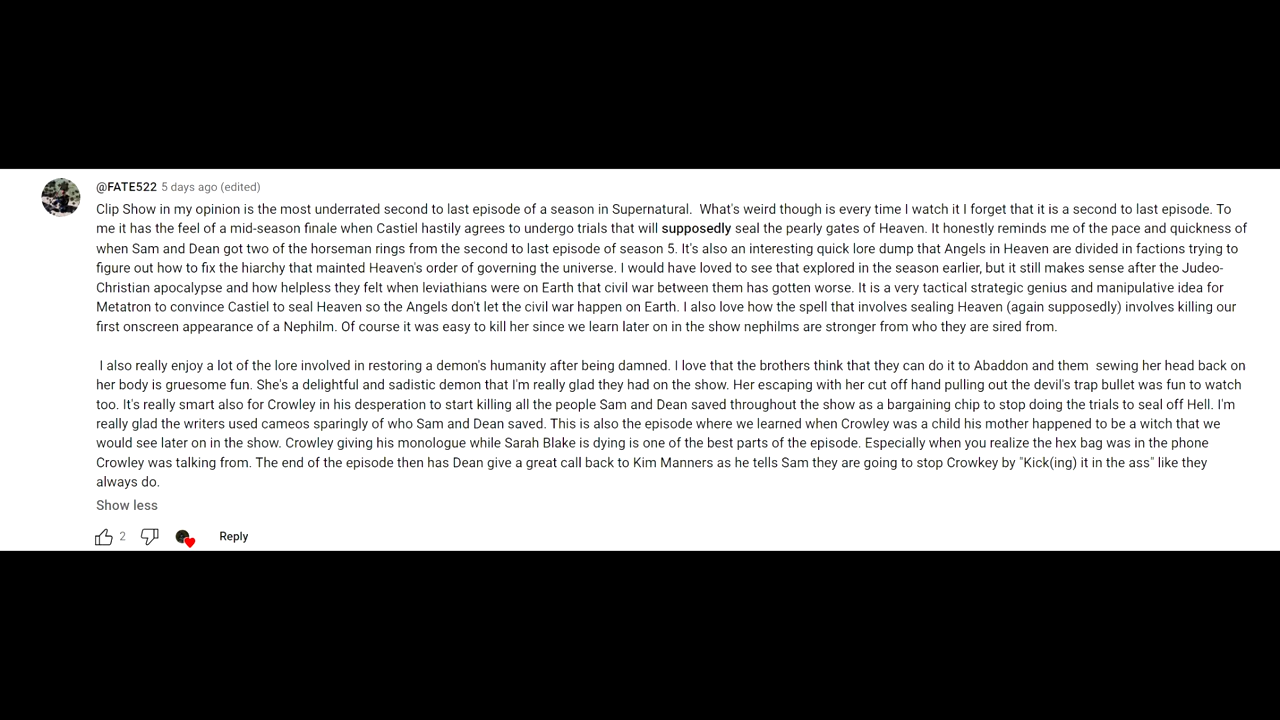 @FATE522 5 days ago (edited)
Clip Show in my opinion is the most underrated second to last episode of a season in Supernatural.  What's weird though is every time I watch it I forget that it is a second to last episode. To
me it has the feel of a mid-season finale when Castiel hastily agrees to undergo trials that will supposedly seal the pearly gates of Heaven. It honestly reminds me of the pace and quickness of
when Sam and Dean got two of the horseman rings from the second to last episode of season 5. It's also an interesting quick lore dump that Angels in Heaven are divided in factions trying to
figure out how to fix the hiarchy that mainted Heaven's order of governing the universe. I would have loved to see that explored in the season earlier, but it still makes sense after the Judeo-
Christian apocalypse and how helpless they felt when leviathians were on Earth that civil war between them has gotten worse. It is a very tactical strategic genius and manipulative idea for
Metatron to convince Castiel to seal Heaven so the Angels don't let the civil war happen on Earth. I also love how the spell that involves sealing Heaven (again supposedly) involves killing our
first onscreen appearance of a Nephilm. Of course it was easy to kill her since we learn later on in the show nephilms are stronger from who they are sired from.
I also really enjoy a lot of the lore involved in restoring a demon's humanity after being damned. I love that the brothers think that they can do it to Abaddon and them  sewing her head back on
her body is gruesome fun. She's a delightful and sadistic demon that I'm really glad they had on the show. Her escaping with her cut off hand pulling out the devil's trap bullet was fun to watch
too. It's really smart also for Crowley in his desperation to start killing all the people Sam and Dean saved throughout the show as a bargaining chip to stop doing the trials to seal off Hell. I'm
really glad the writers used cameos sparingly of who Sam and Dean saved. This is also the episode where we learned when Crowley was a child his mother happened to be a witch that we
would see later on in the show. Crowley giving his monologue while Sarah Blake is dying is one of the best parts of the episode. Especially when you realize the hex bag was in the phone
Crowley was talking from. The end of the episode then has Dean give a great call back to Kim Manners as he tells Sam they are going to stop Crowkey by "Kick(ing) it in the ass" like they
always do.
Show less
2 Reply